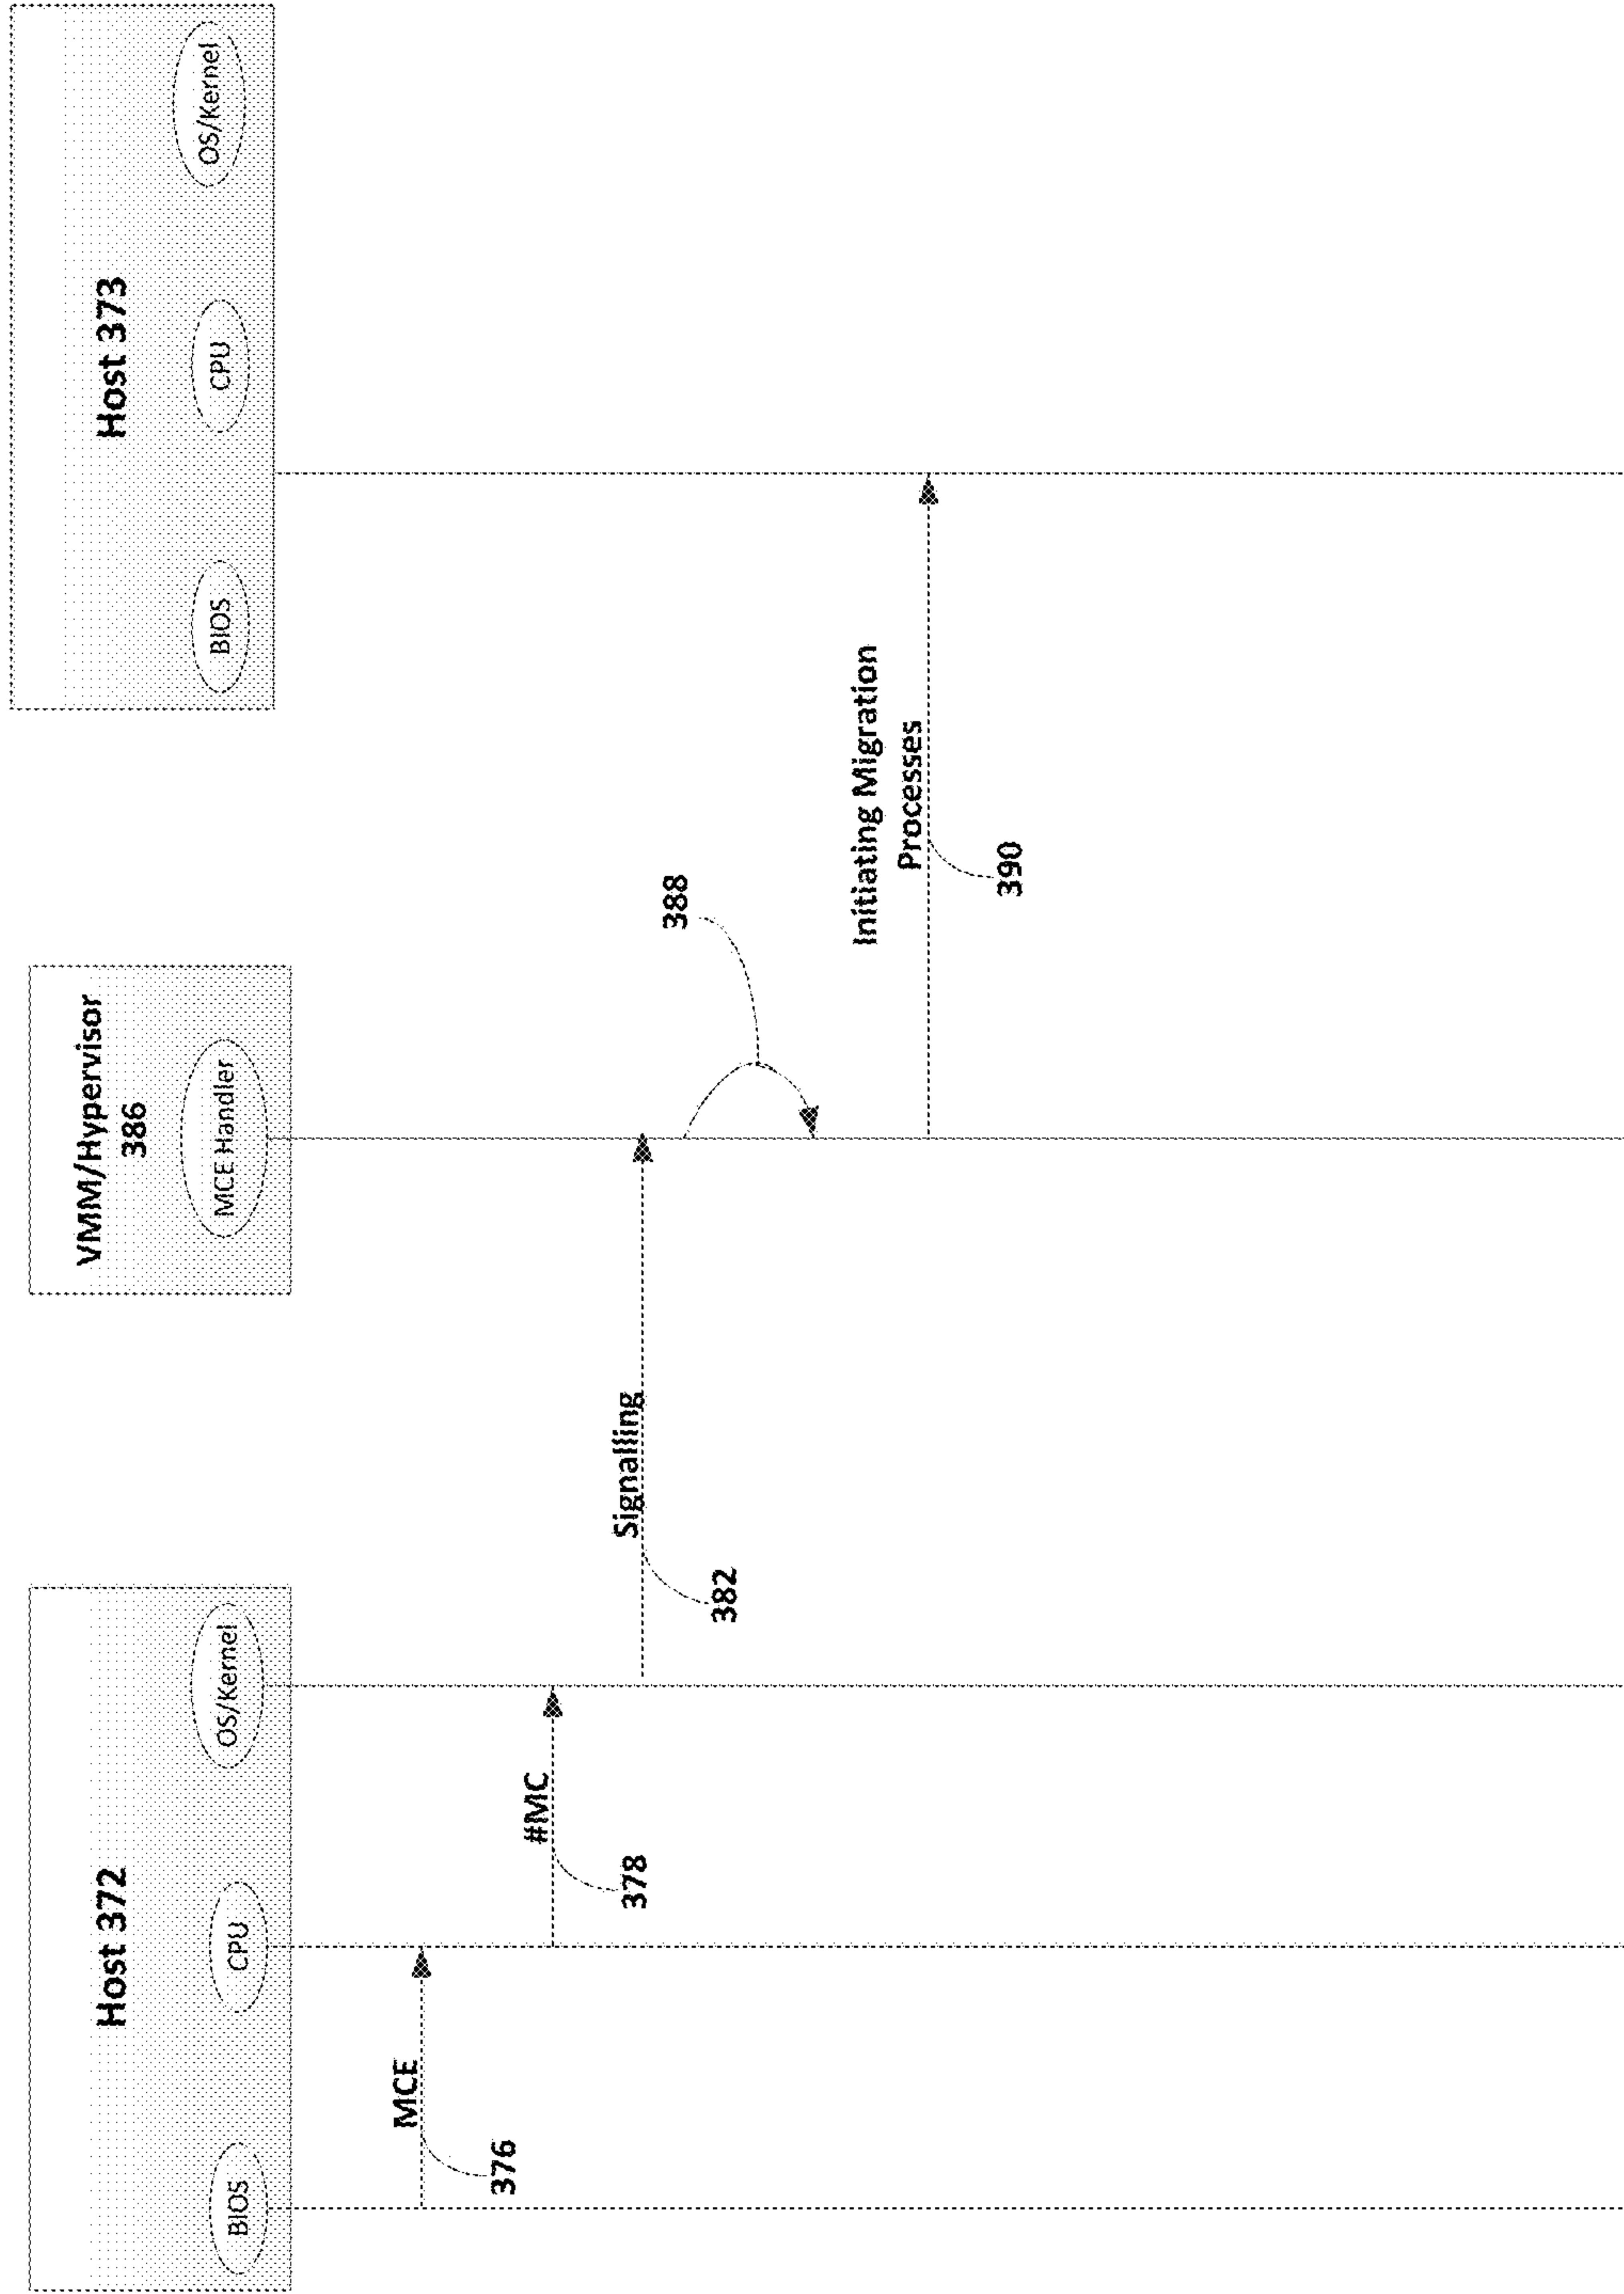 Host 372
BIOS
CPU
OS/Kernel
VMM/Hypervisor
386
MCE Handler
Host 373
BIOS
CPU
OS/Kernel
MCE
376
#MC
378
Signalling
382
388
Initiating Migration
Processes
390